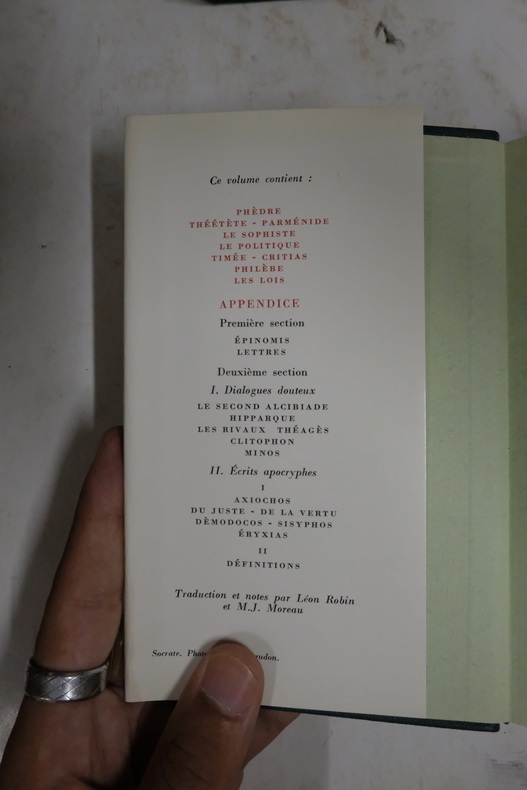 Ce volume contient :
PHÈDRE
THÉÉTÈTE - PARMÉNIDE
LE SOPHISTE
LE POLITIQUE
TIMÉE - CRITIAS
PHILÈBE
LES LOIS
APPENDICE
Première section
ÉPINOMIS
LETTRES
Deuxième section
I. Dialogues douteux
LE SECOND ALCIBIADE
HIPPARQUE
LES RIVAUX THÉAGÈS
CLITOPHON
MINOS
II. Écrits apocryphes
I
AXIOCHOS
DU JUSTE - DE LA VERTU
DÈMODOCOS - SISYPHOS
ÉRYXIAS
II
DÉFINITIONS
Traduction et notes par Léon Robin
et M.J. Moreau
Socrate.